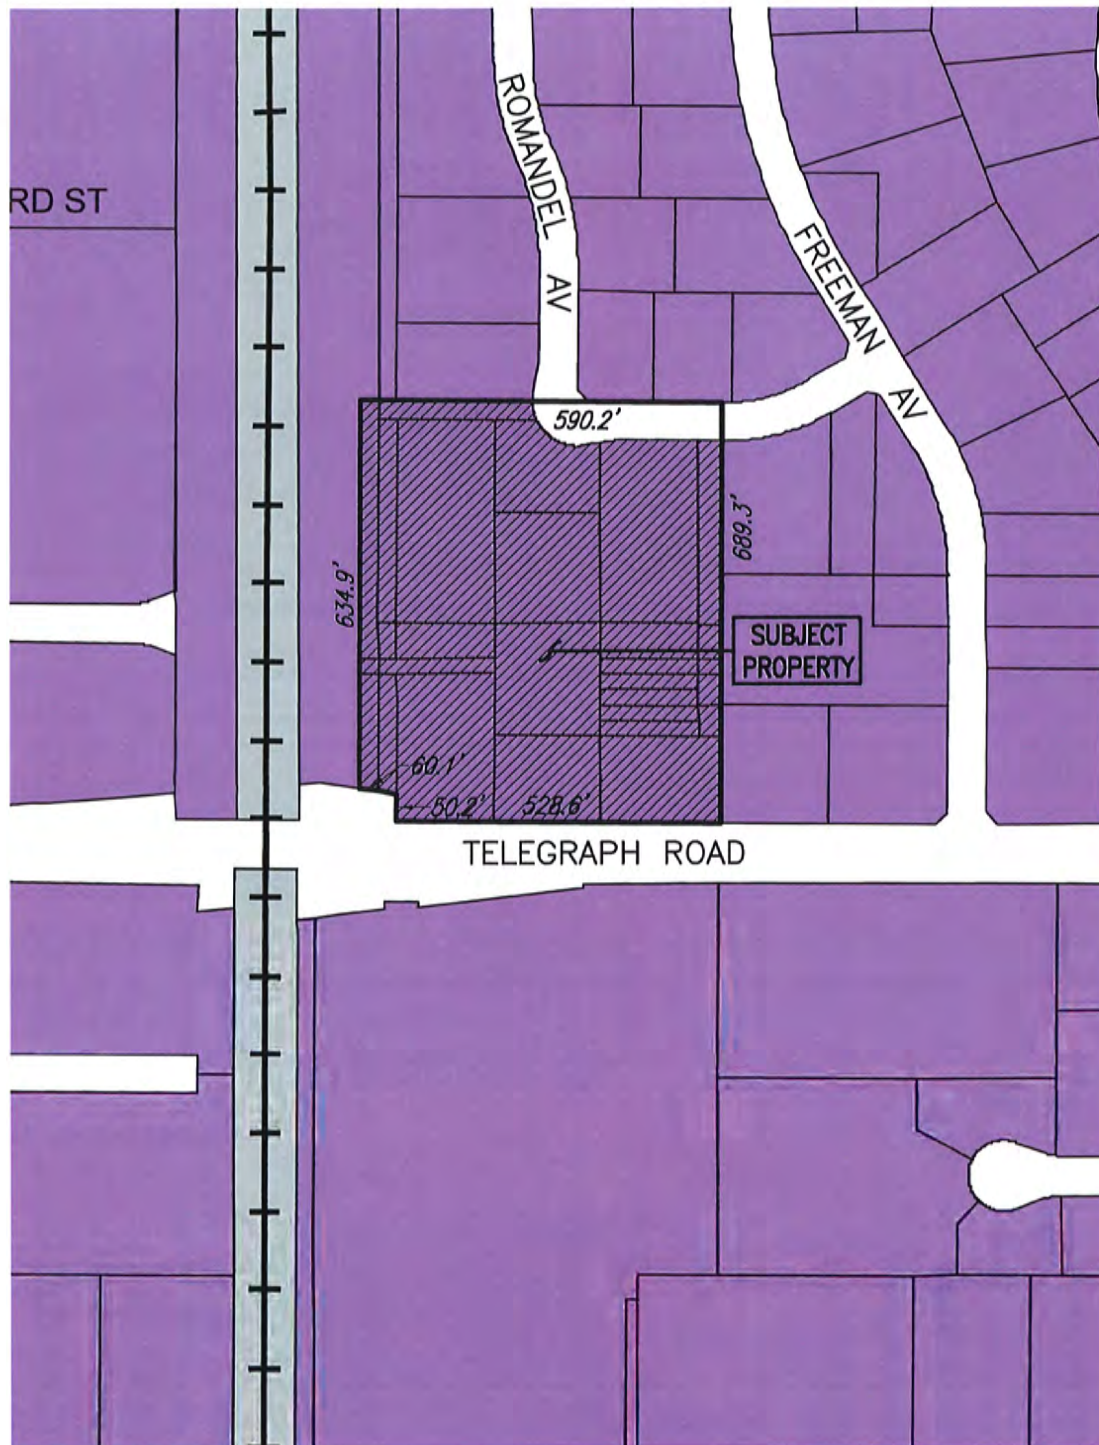 ROMANDEL AV
FREEMAN AV
RD ST
590.2'
689.3'
634.9'
SUBJECT
PROPERTY
60.1'
50.2'
528.6'
TELEGRAPH ROAD